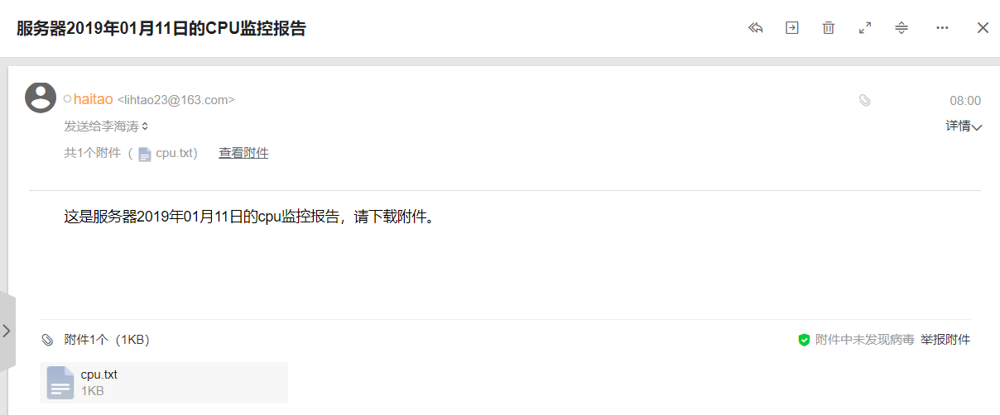 服务器2019年01月11日的CPU监控报告
haitao <lihtao23@163.com>
08:00
发送给李海涛
详情
共1个附件（ cpu.txt） 查看附件
这是服务器2019年01月11日的cpu监控报告，请下载附件。
附件1个（1KB）
附件中未发现病毒 举报附件
cpu.txt
1KB